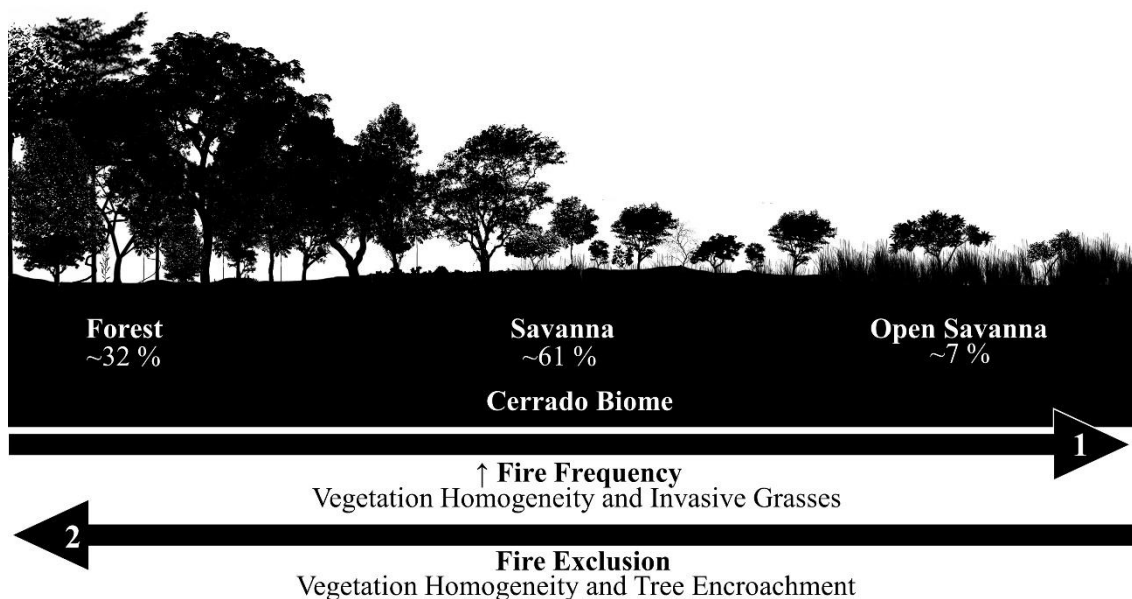 Forest
~32 %
Savanna
~61 %
Open Savanna
~7 %
Cerrado Biome
1
↑ Fire Frequency
Vegetation Homogeneity and Invasive Grasses
2
Fire Exclusion
Vegetation Homogeneity and Tree Encroachment